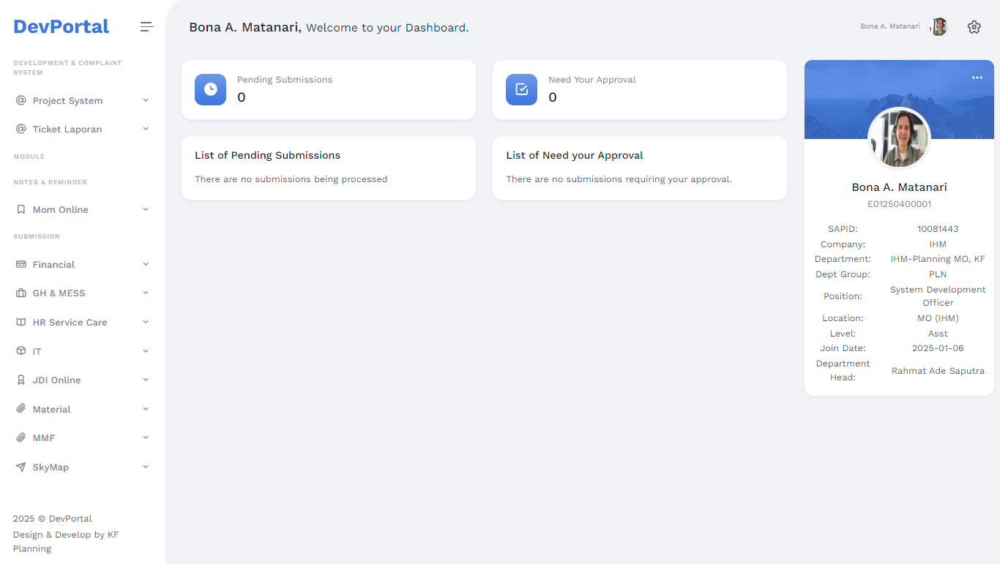 DevPortal
DEVELOPMENT & COMPLAINT
SYSTEM
Project System
Ticket Laporan
MODULE
NOTES & REMINDER
Mom Online
SUBMISSION
Financial
GH & MESS
HR Service Care
IT
JDI Online
Material
MMF
SkyMap
2025 © DevPortal
Design & Develop by KF
Planning
Bona A. Matanari, Welcome to your Dashboard.
Bona A. Matanari
Pending Submissions
0
Need Your Approval
0
List of Pending Submissions
There are no submissions being processed
List of Need your Approval
There are no submissions requiring your approval.
Bona A. Matanari
E01250400001
SAPID: 10081443
Company: IHM
Department: IHM-Planning MO, KF
Dept Group: PLN
Position: System Development
Officer
Location: MO (IHM)
Level: Asst
Join Date: 2025-01-06
Department
Head: Rahmat Ade Saputra